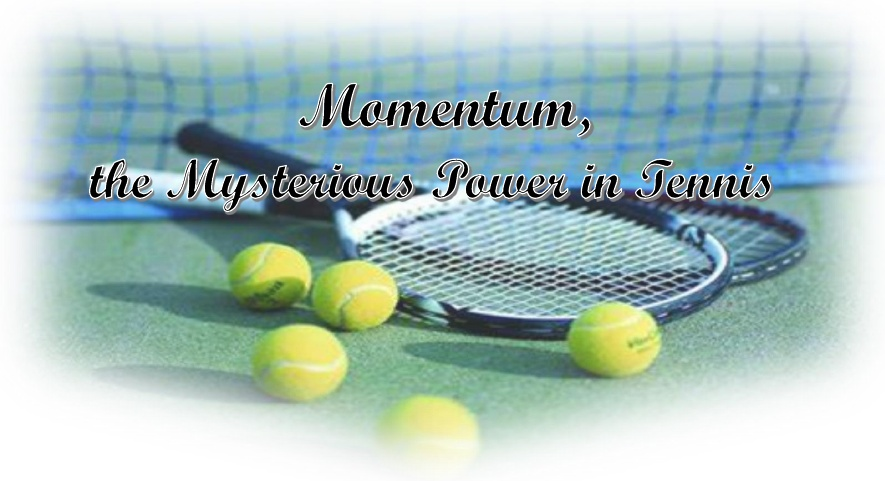 Momentum,
the Mysterious Power in Tennis